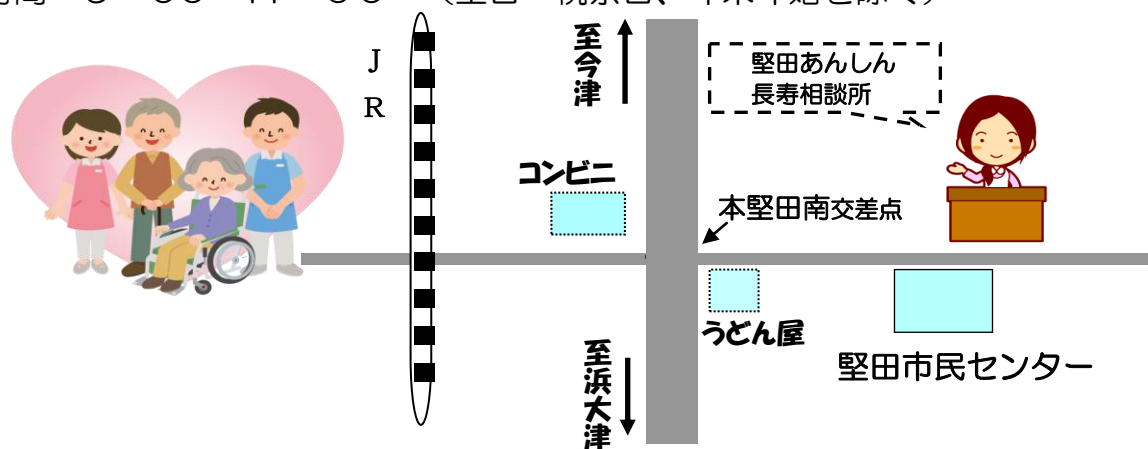 J
R
至今津
堅田あんしん
長寿相談所
コンビニ
本堅田南交差点
うどん屋
堅田市民センター
至浜大津